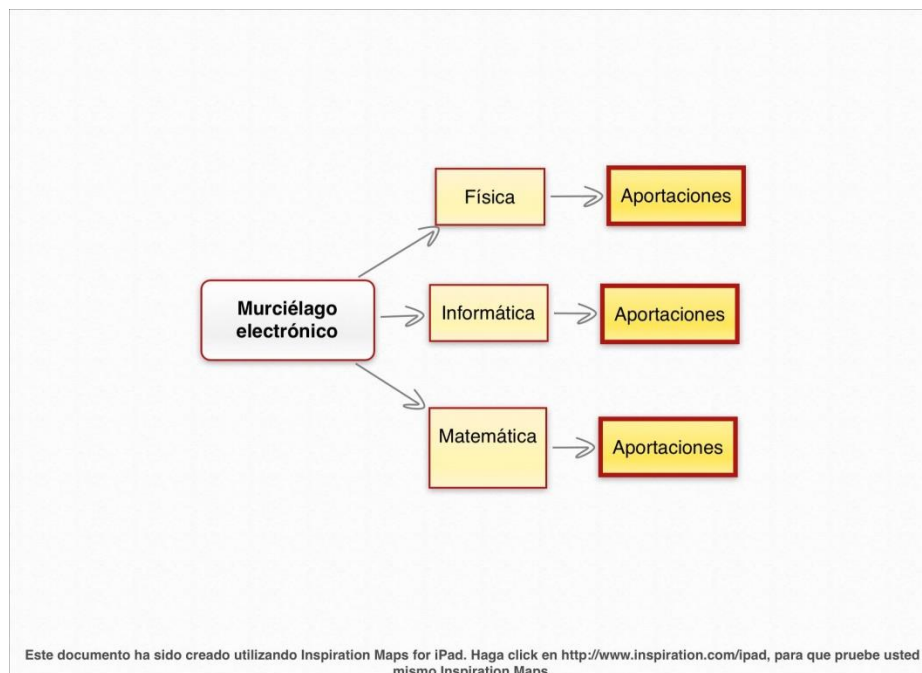 Física
Aportaciones
Murciélago
electrónico
Informática
Aportaciones
Matemática
Aportaciones
Este documento ha sido creado utilizando Inspiration Maps for iPad. Haga click en http://www.inspiration.com/ipad, para que pruebe usted
mismo Inspiration Maps